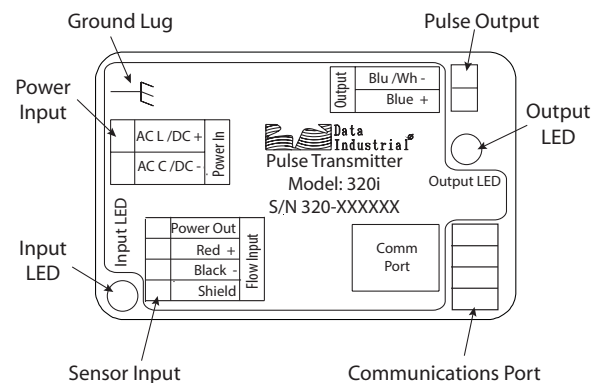 Ground Lug
Pulse Output
Power
Input
Output
LED
Input
LED
Sensor Input
Communications Port
Output
Blu /Wh -
Blue +
AC L /DC +
AC C /DC -
Power In
Data
Industrial
Pulse Transmitter
Model: 320i
S/N 320-XXXXXX
Output LED
Input LED
Power Out
Red +
Black -
Shield
Flow Input
Comm
Port